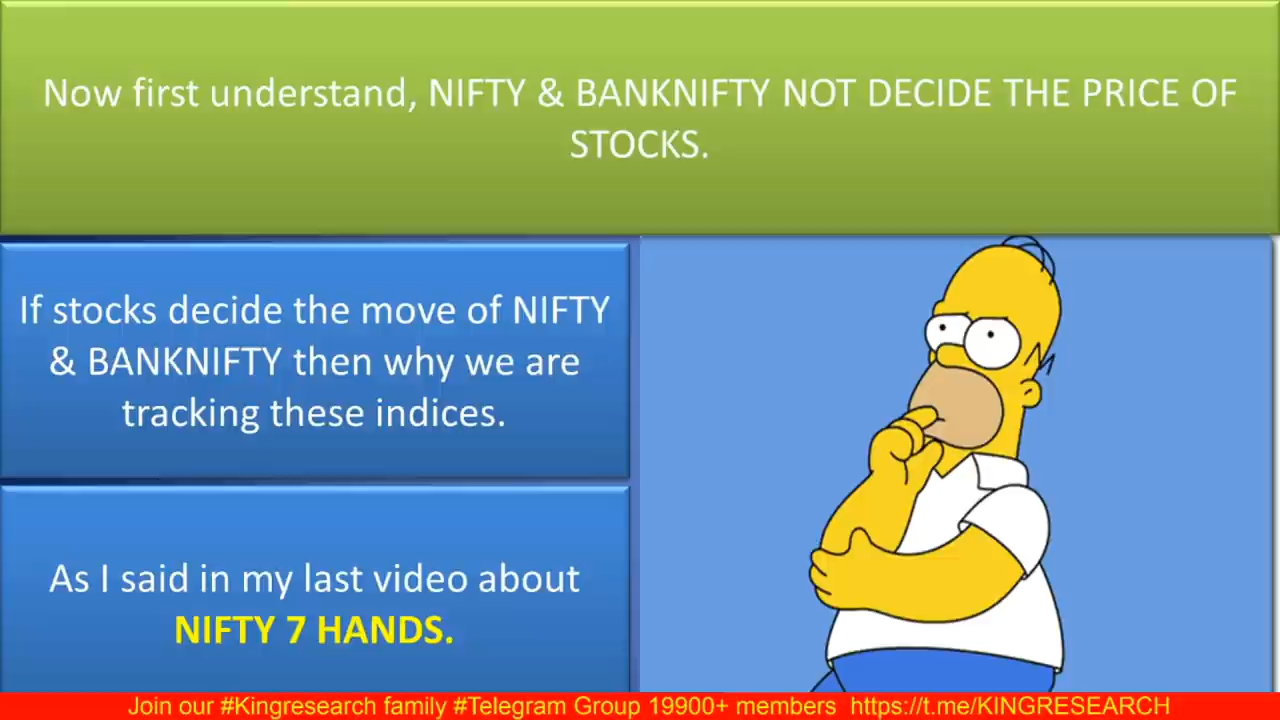 Now first understand, NIFTY & BANKNIFTY NOT DECIDE THE PRICE OF
STOCKS.
If stocks decide the move of NIFTY
& BANKNIFTY then why we are
tracking these indices.
As I said in my last video about
NIFTY 7 HANDS.
Join our #Kingresearch family #Telegram Group 19900+ members https://t.me/KINGRESEARCH